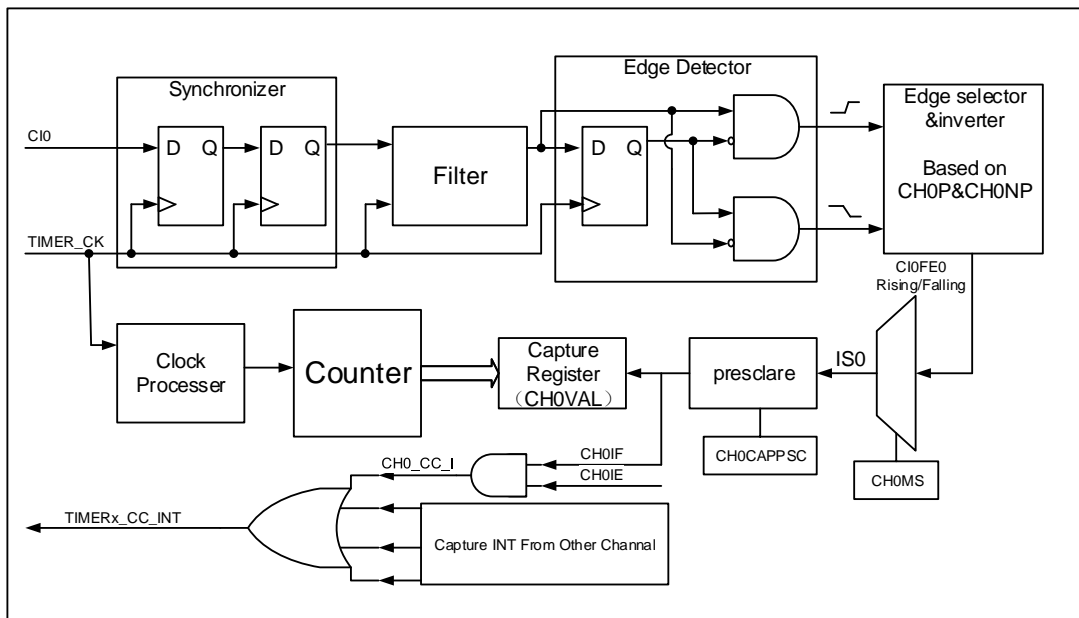 Synchronizer
Edge Detector
CI0
D Q
D Q
Filter
D Q
Edge selector
&inverter
Based on
CH0P&CH0NP
TIMER_CK
CI0FE0
Rising/Falling
Clock
Processer
Counter
Capture
Register
（CH0VAL）
presclare
IS0
CH0CAPPSC
CH0MS
CH0_CC_I
CH0IF
CH0IE
TIMERx_CC_INT
Capture INT From Other Channal